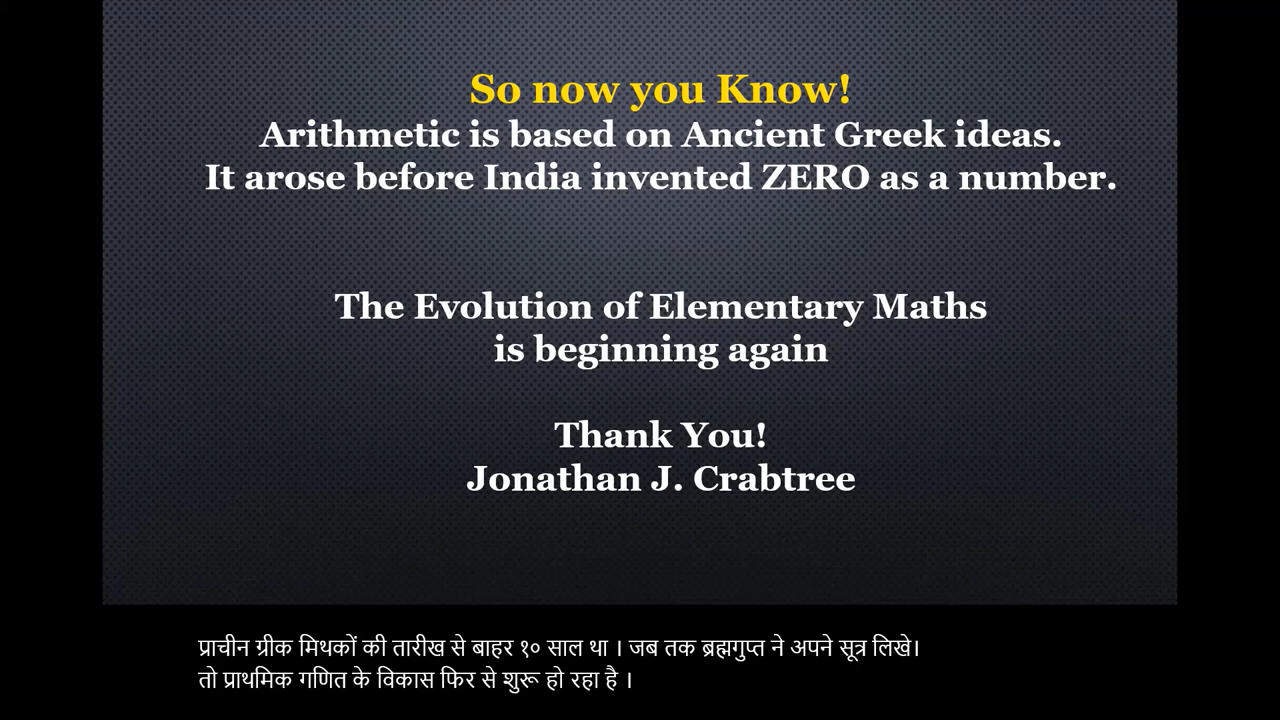 So now you Know!
Arithmetic is based on Ancient Greek ideas.
It arose before India invented ZERO as a number.
The Evolution of Elementary Maths
is beginning again
Thank You!
Jonathan J. Crabtree
प्राचीन ग्रीक मिथकों की तारीख से बाहर १० साल था । जब तक ब्रह्मगुप्त ने अपने सूत्र लिखे।
तो प्राथमिक गणित के विकास फिर से शुरू हो रहा है ।